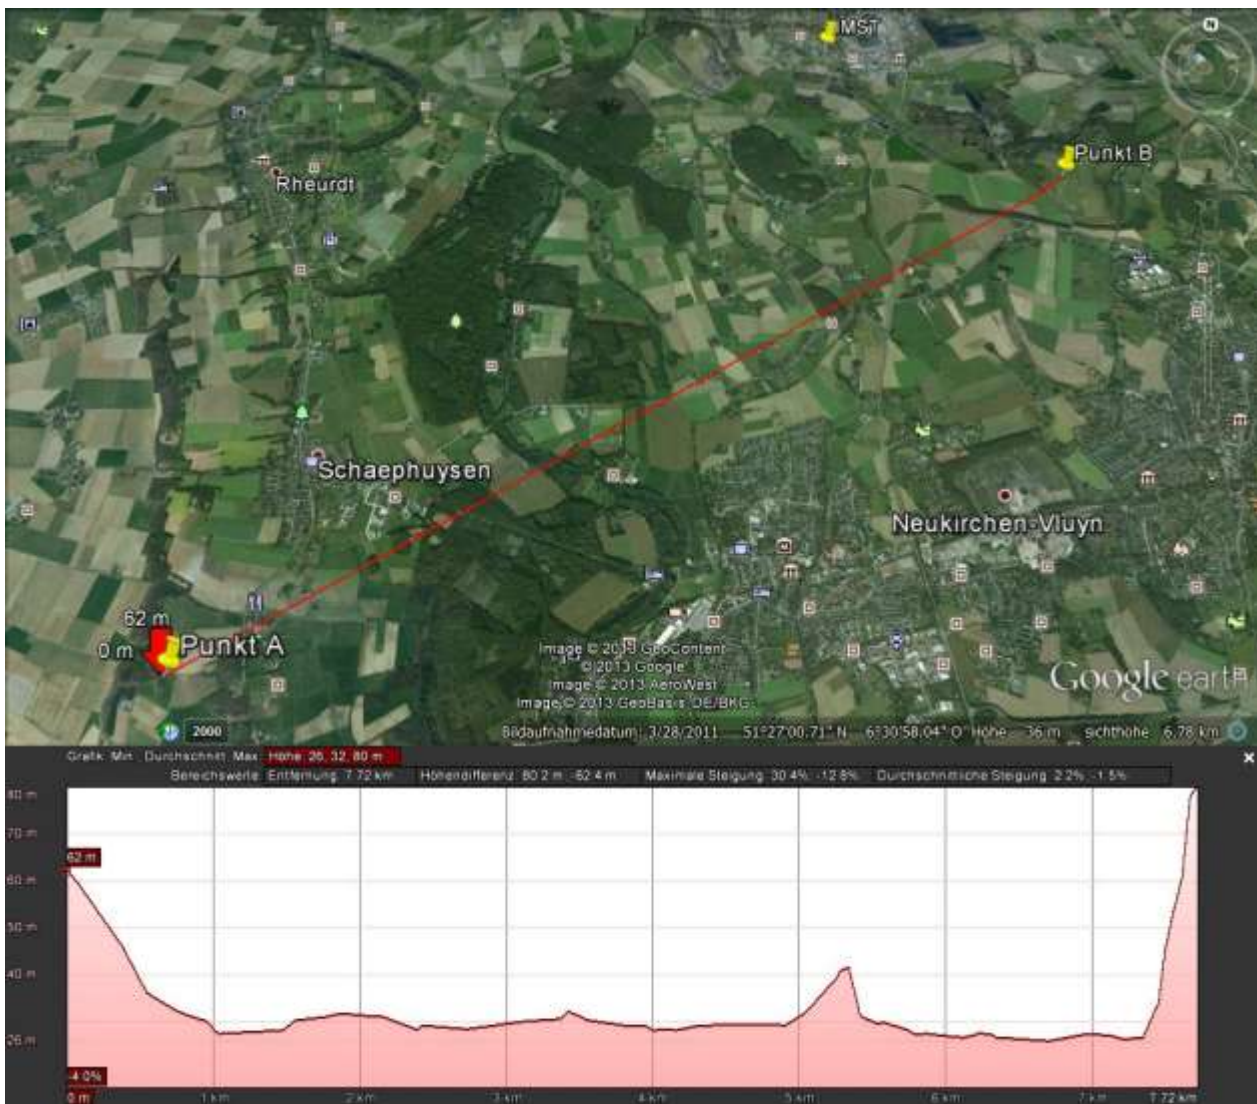 MST
N
Punkt B
Rheurdt
Schaephuysen
Neukirchen-Vluyn
62 m
0 m
Punkt A
Image © 2013 GeoContent
© 2013 Google
Image © 2013 AeroWest
Image © 2013 GeoBasis-DE/BKG
Google earth
2000
Bildaufnahmedatum: 3/28/2011 51°27'00.71" N 6°30'58.04" O Höhe 36 m sichthöhe 6.78 km
Grafik: Min. Durchschnitt Max. Höhe: 26, 32, 80 m
Bereichswerte: Entfernung: 7.72 km Höhendifferenz: 80.2 m, -62.4 m Maximale Steigung: 30.4%, -12.8% Durchschnittliche Steigung: 2.2%, -1.5%
80 m
70 m
62 m
60 m
50 m
40 m
26 m
-4.0%
0 m 1 km 2 km 3 km 4 km 5 km 6 km 7 km 7.72 km